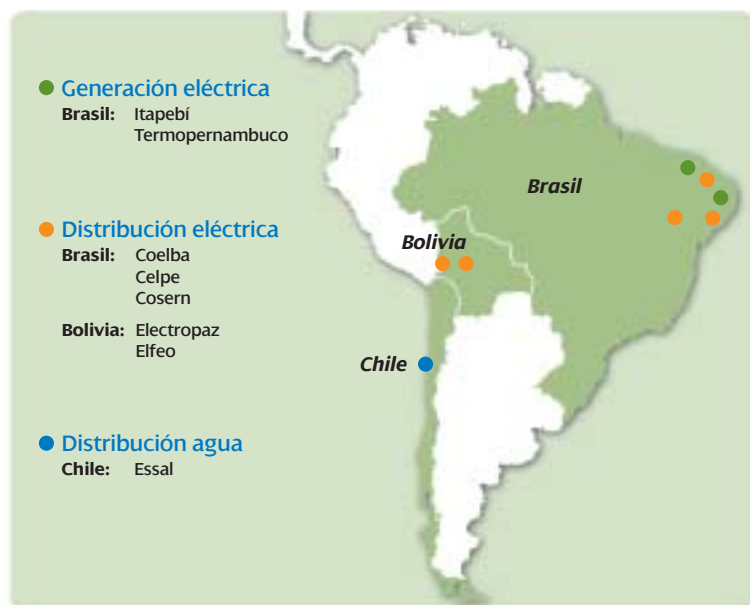 Generación eléctrica
Brasil: Itapebí
Termopernambuco
Distribución eléctrica
Brasil: Coelba
Celpe
Cosern
Bolivia: Electropaz
Elfeo
Distribución agua
Chile: Essal
Brasil
Bolivia
Chile